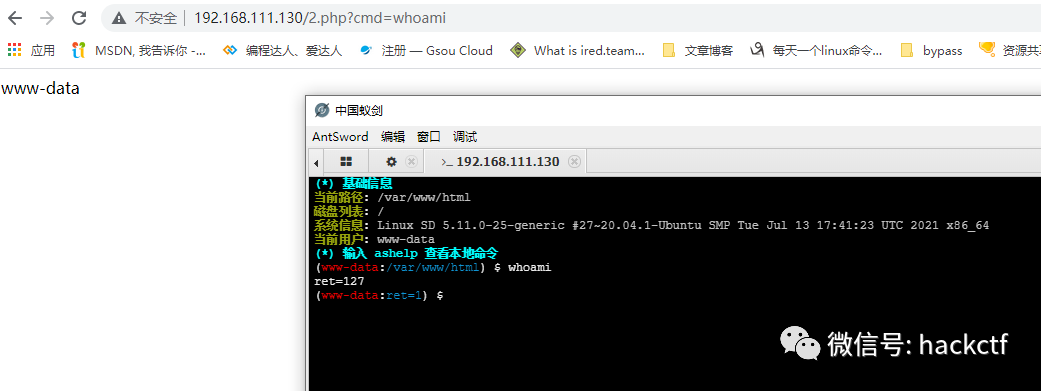 不安全 | 192.168.111.130/2.php?cmd=whoami
应用 MSDN, 我告诉你 -... 编程达人、爱达人 注册 — Gsou Cloud What is ired.team... 文章博客 每天一个linux命令... bypass 资源共享
www-data
中国蚁剑
AntSword 编辑 窗口 调试
>_ 192.168.111.130
(*) 基础信息
当前路径: /var/www/html
磁盘列表: /
系统信息: Linux SD 5.11.0-25-generic #27~20.04.1-Ubuntu SMP Tue Jul 13 17:41:23 UTC 2021 x86_64
当前用户: www-data
(*) 输入 ashelp 查看本地命令
(www-data:/var/www/html) $ whoami
ret=127
(www-data:ret=1) $
微信号: hackctf